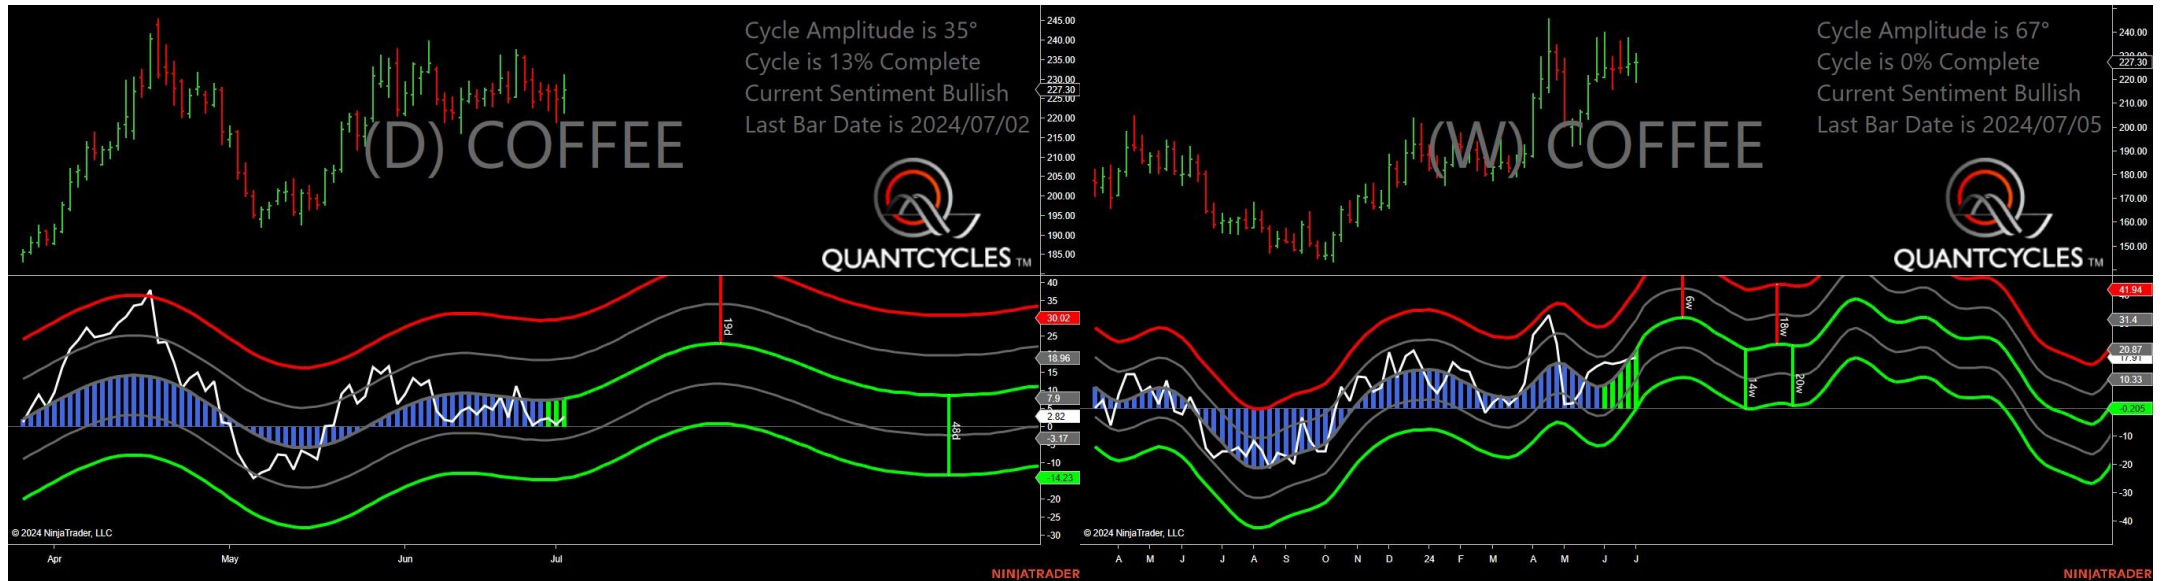 Cycle Amplitude is 35°
Cycle is 13% Complete
Current Sentiment Bullish
Last Bar Date is 2024/07/02
(D) COFFEE
QUANTCYCLES TM
245.00
240.00
235.00
230.00
227.30
225.00
220.00
215.00
210.00
205.00
200.00
195.00
190.00
185.00
40
35
30.02
25
18.96
15
10
7.9
2.82
0
-3.17
-10
-14.23
-20
-25
-30
19d
48d
© 2024 NinjaTrader, LLC
Apr May Jun Jul
NINJATRADER
Cycle Amplitude is 67°
Cycle is 0% Complete
Current Sentiment Bullish
Last Bar Date is 2024/07/05
(W) COFFEE
QUANTCYCLES TM
240.00
227.30
220.00
210.00
200.00
190.00
180.00
170.00
160.00
150.00
41.94
31.4
20.87
17.91
10.33
-0.205
-10
-20
-30
-40
6w
18w
14w
20w
© 2024 NinjaTrader, LLC
A M J J A S O N D 24 F M A M J J
NINJATRADER